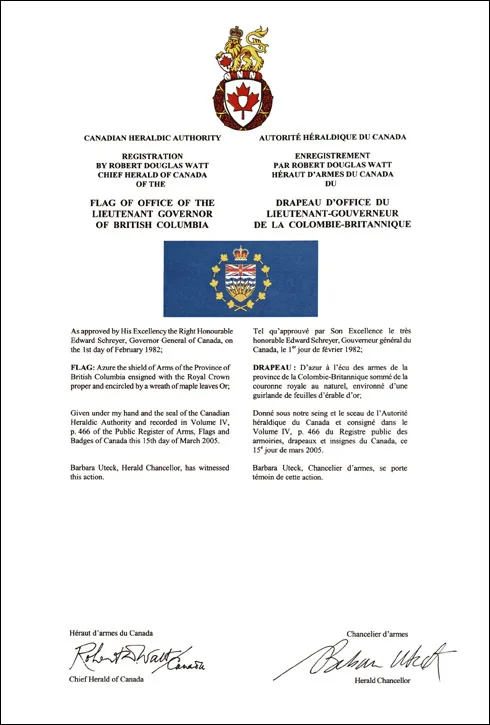 CANADIAN HERALDIC AUTHORITY
REGISTRATION
BY ROBERT DOUGLAS WATT
CHIEF HERALD OF CANADA
OF THE
FLAG OF OFFICE OF THE
LIEUTENANT GOVERNOR
OF BRITISH COLUMBIA
AUTORITÉ HÉRALDIQUE DU CANADA
ENREGISTREMENT
PAR ROBERT DOUGLAS WATT
HÉRAUT D'ARMES DU CANADA
DU
DRAPEAU D'OFFICE DU
LIEUTENANT-GOUVERNEUR
DE LA COLOMBIE-BRITANNIQUE
As approved by His Excellency the Right Honourable
Edward Schreyer, Governor General of Canada, on
the 1st day of February 1982;
FLAG: Azure the shield of Arms of the Province of
British Columbia ensigned with the Royal Crown
proper and encircled by a wreath of maple leaves Or;
Given under my hand and the seal of the Canadian
Heraldic Authority and recorded in Volume IV,
p. 466 of the Public Register of Arms, Flags and
Badges of Canada this 15th day of March 2005.
Barbara Uteck, Herald Chancellor, has witnessed
this action.
Tel qu'approuvé par Son Excellence le très
honorable Edward Schreyer, Gouverneur général du
Canada, le 1er jour de février 1982;
DRAPEAU : D'azur à l'écu des armes de la
province de la Colombie-Britannique sommé de la
couronne royale au naturel, environné d'une
guirlande de feuilles d'érable d'or;
Donné sous notre seing et le sceau de l'Autorité
héraldique du Canada et consigné dans le
Volume IV, p. 466 du Registre public des
armoiries, drapeaux et insignes du Canada, ce
15e jour de mars 2005.
Barbara Uteck, Chancelier d'armes, se porte
témoin de cette action.
Héraut d'armes du Canada
Robert D Watt
Canada
Chief Herald of Canada
Chancelier d'armes
Barbara Uteck
Herald Chancellor